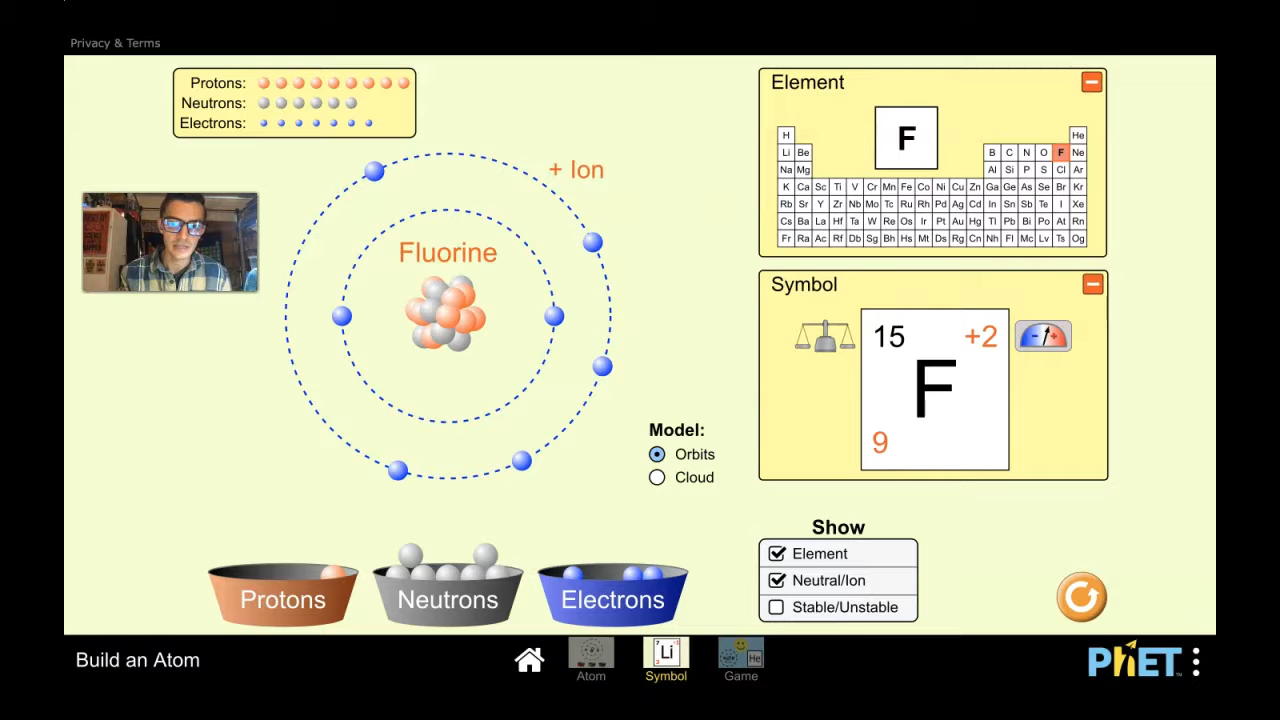 Privacy & Terms
Protons:
Neutrons:
Electrons:
+ Ion
Fluorine
Element
F
H He
Li Be B C N O F Ne
Na Mg Al Si P S Cl Ar
K Ca Sc Ti V Cr Mn Fe Co Ni Cu Zn Ga Ge As Se Br Kr
Rb Sr Y Zr Nb Mo Tc Ru Rh Pd Ag Cd In Sn Sb Te I Xe
Cs Ba La Hf Ta W Re Os Ir Pt Au Hg Tl Pb Bi Po At Rn
Fr Ra Ac Rf Db Sg Bh Hs Mt Ds Rg Cn Nh Fl Mc Lv Ts Og
Symbol
15 +2
F
9
- +
Model:
Orbits
Cloud
Show
Element
Neutral/Ion
Stable/Unstable
Protons
Neutrons
Electrons
Build an Atom
Atom
7
Li
3
Symbol
He
Game
PhET